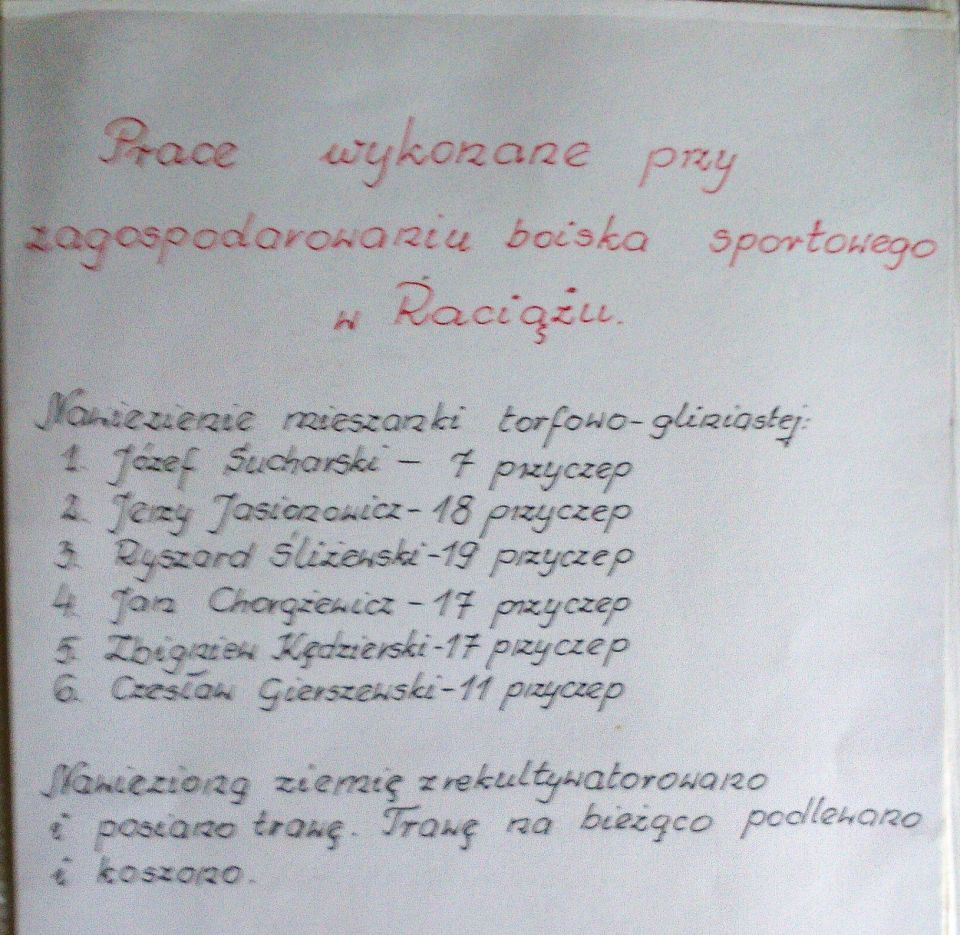 Prace wykonane przy
zagospodarowaniu boiska sportowego
w Raciążu.
Nawiezienie mieszanki torfowo-gliniastej:
1. Józef Sucharski - 7 przyczep
2. Jerzy Jasionowicz - 18 przyczep
3. Ryszard Śliżewski - 19 przyczep
4. Jan Chorążewicz - 17 przyczep
5. Zbigniew Kędzierski - 17 przyczep
6. Czesław Gierszewski - 11 przyczep
Nawiezioną ziemię zrekultywatorowano
i posiano trawę. Trawę na bieżąco podlewano
i koszono.